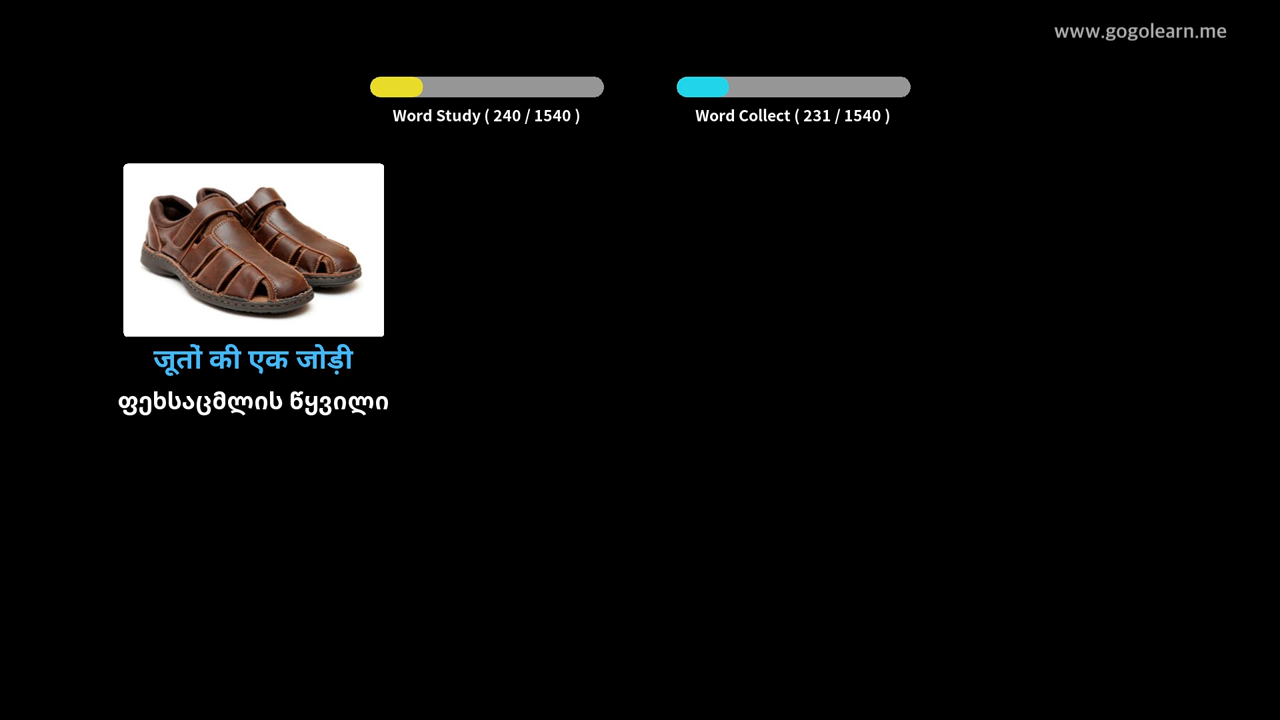 www.gogolearn.me
Word Study ( 240 / 1540 )
Word Collect ( 231 / 1540 )
जूतों की एक जोड़ी
ფეხსაცმლის წყვილი